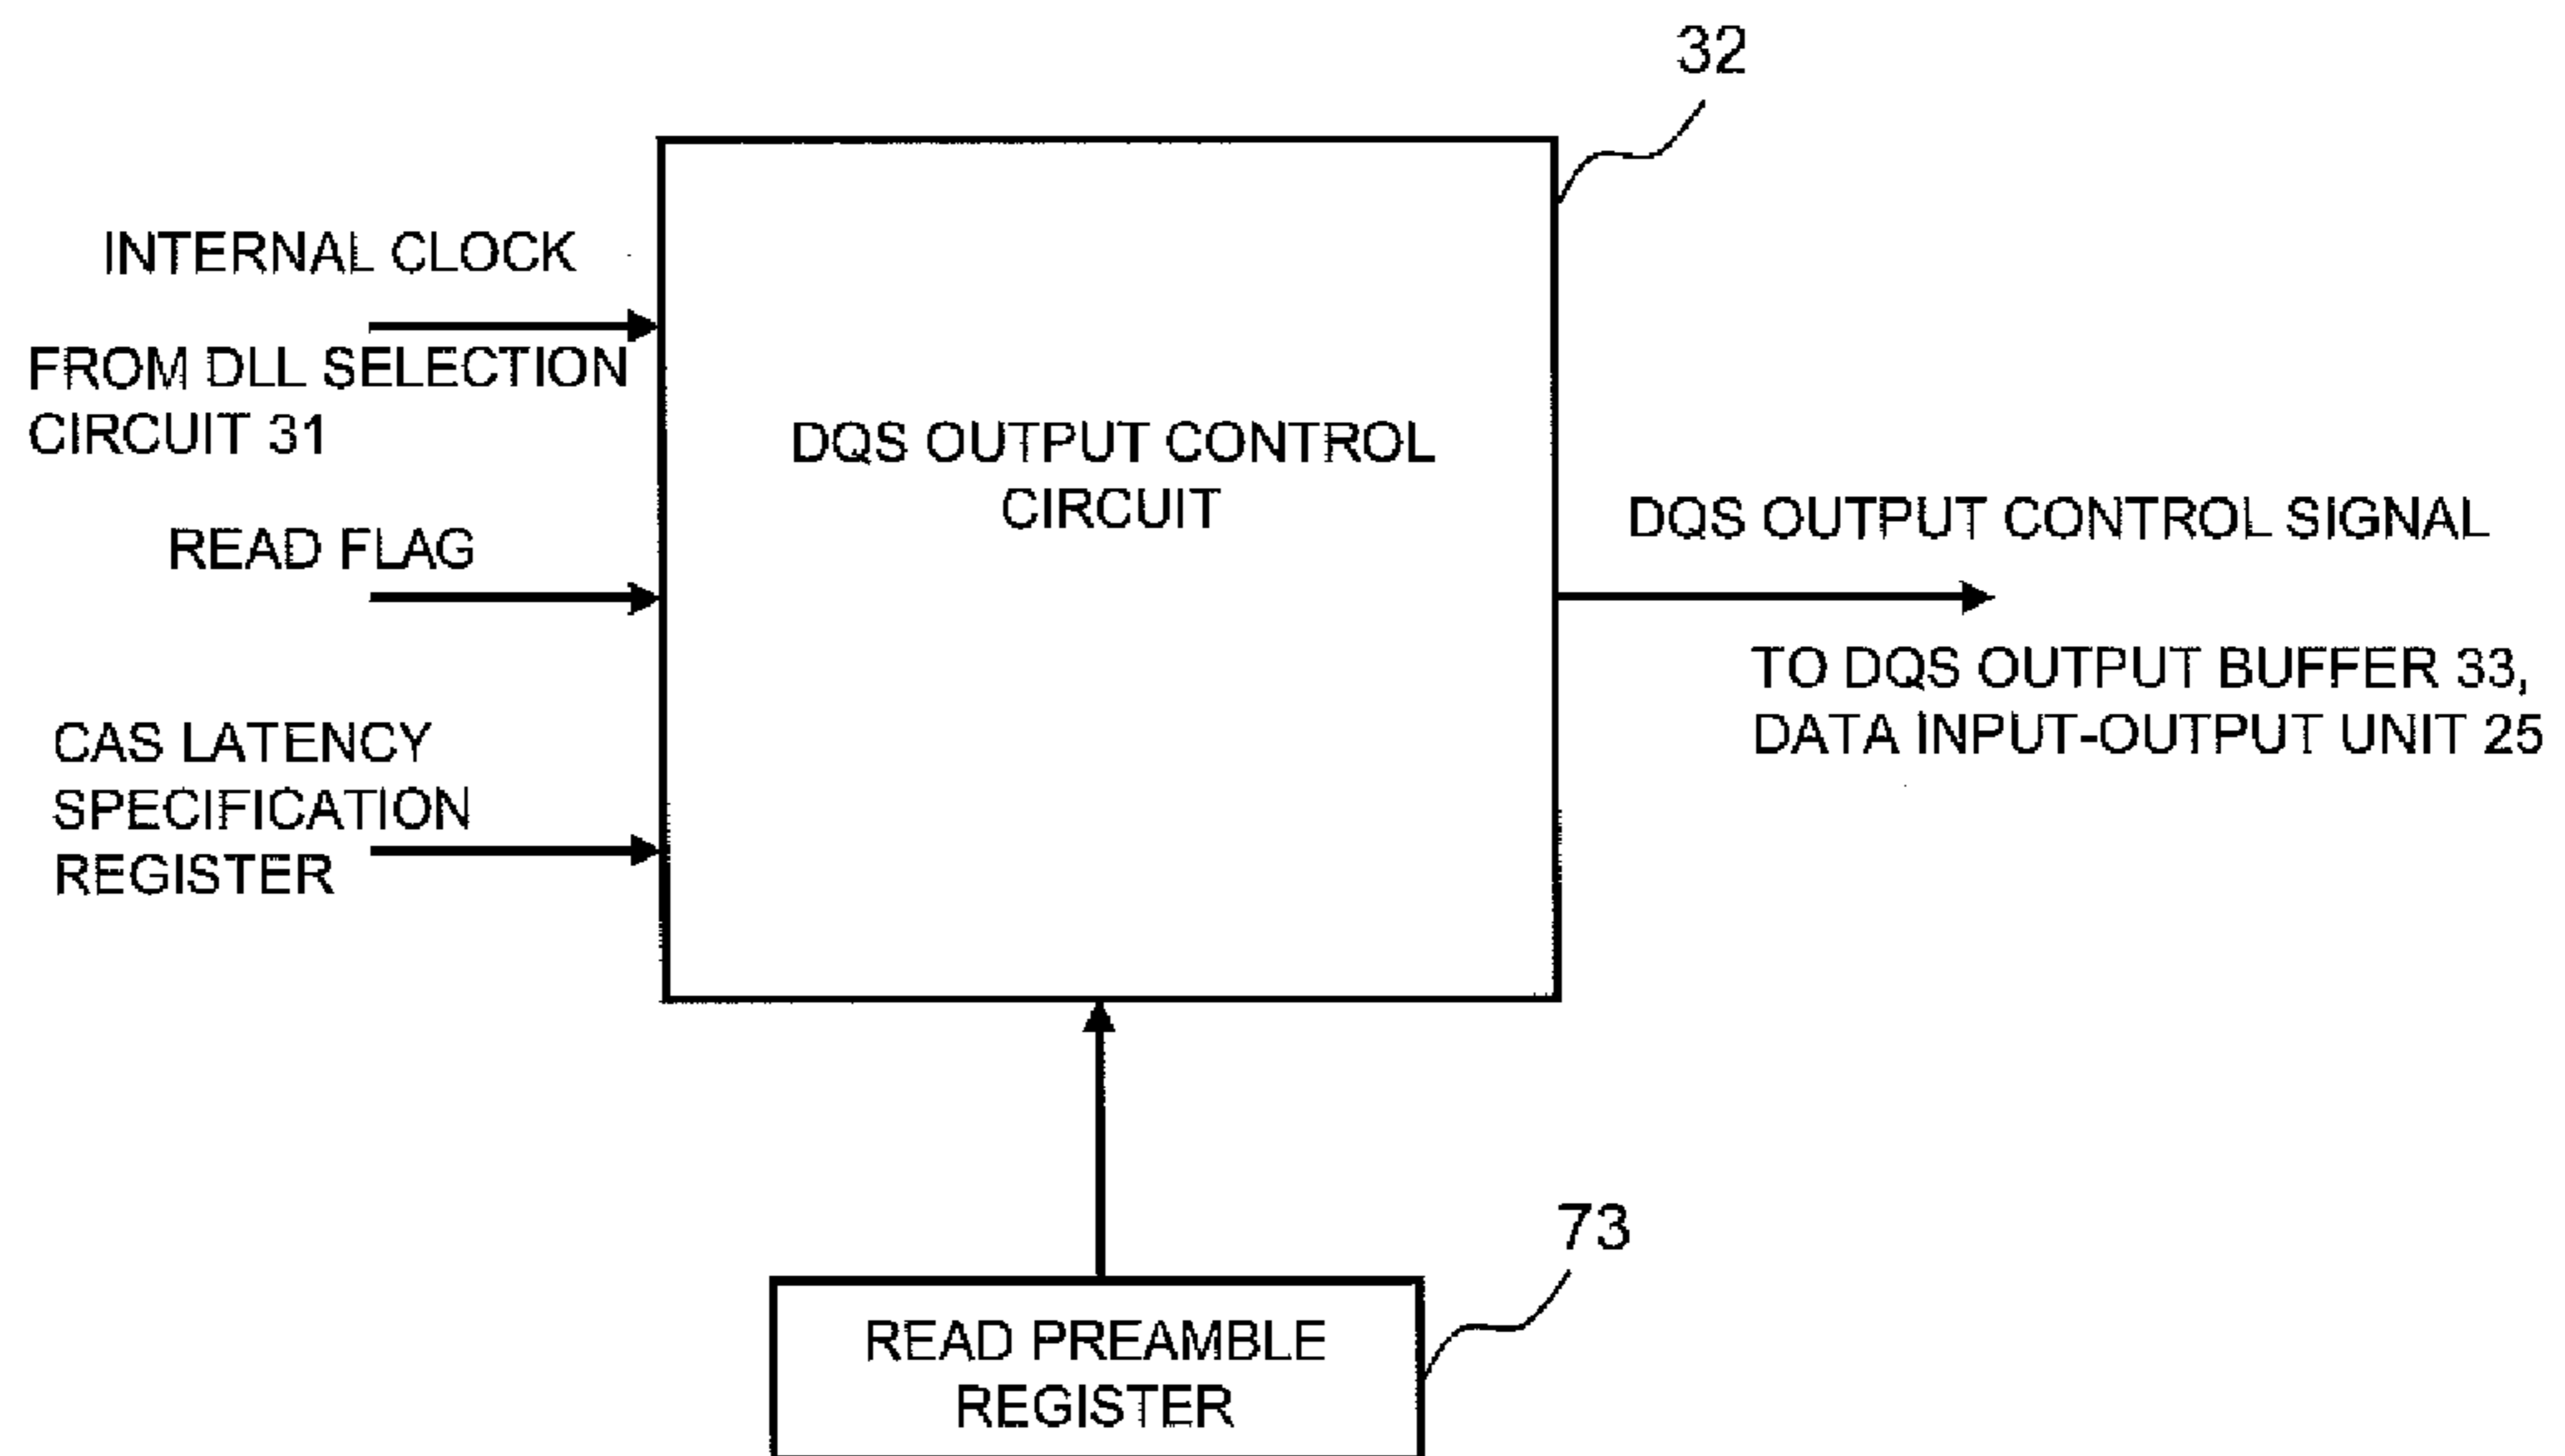 32
INTERNAL CLOCK
FROM DLL SELECTION
CIRCUIT 31
DQS OUTPUT CONTROL
CIRCUIT
READ FLAG
DQS OUTPUT CONTROL SIGNAL
TO DQS OUTPUT BUFFER 33,
DATA INPUT-OUTPUT UNIT 25
CAS LATENCY
SPECIFICATION
REGISTER
73
READ PREAMBLE
REGISTER